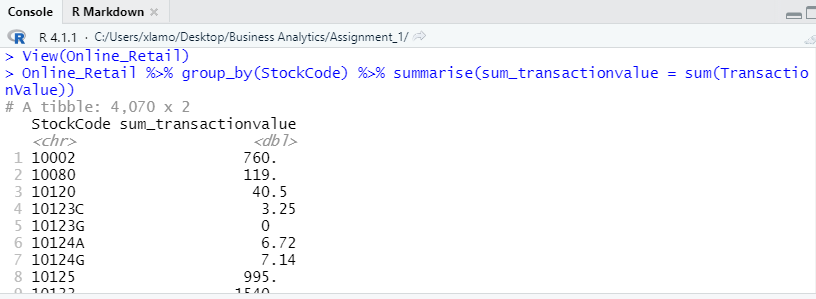 Console R Markdown ×
R 4.1.1 · C:/Users/xlamo/Desktop/Business Analytics/Assignment_1/
> View(Online_Retail)
> Online_Retail %>% group_by(StockCode) %>% summarise(sum_transactionvalue = sum(Transactio
nValue))
# A tibble: 4,070 x 2
StockCode sum_transactionvalue
<chr> <dbl>
1 10002 760.
2 10080 119.
3 10120 40.5
4 10123C 3.25
5 10123G 0
6 10124A 6.72
7 10124G 7.14
8 10125 995.
9 10133 1540.